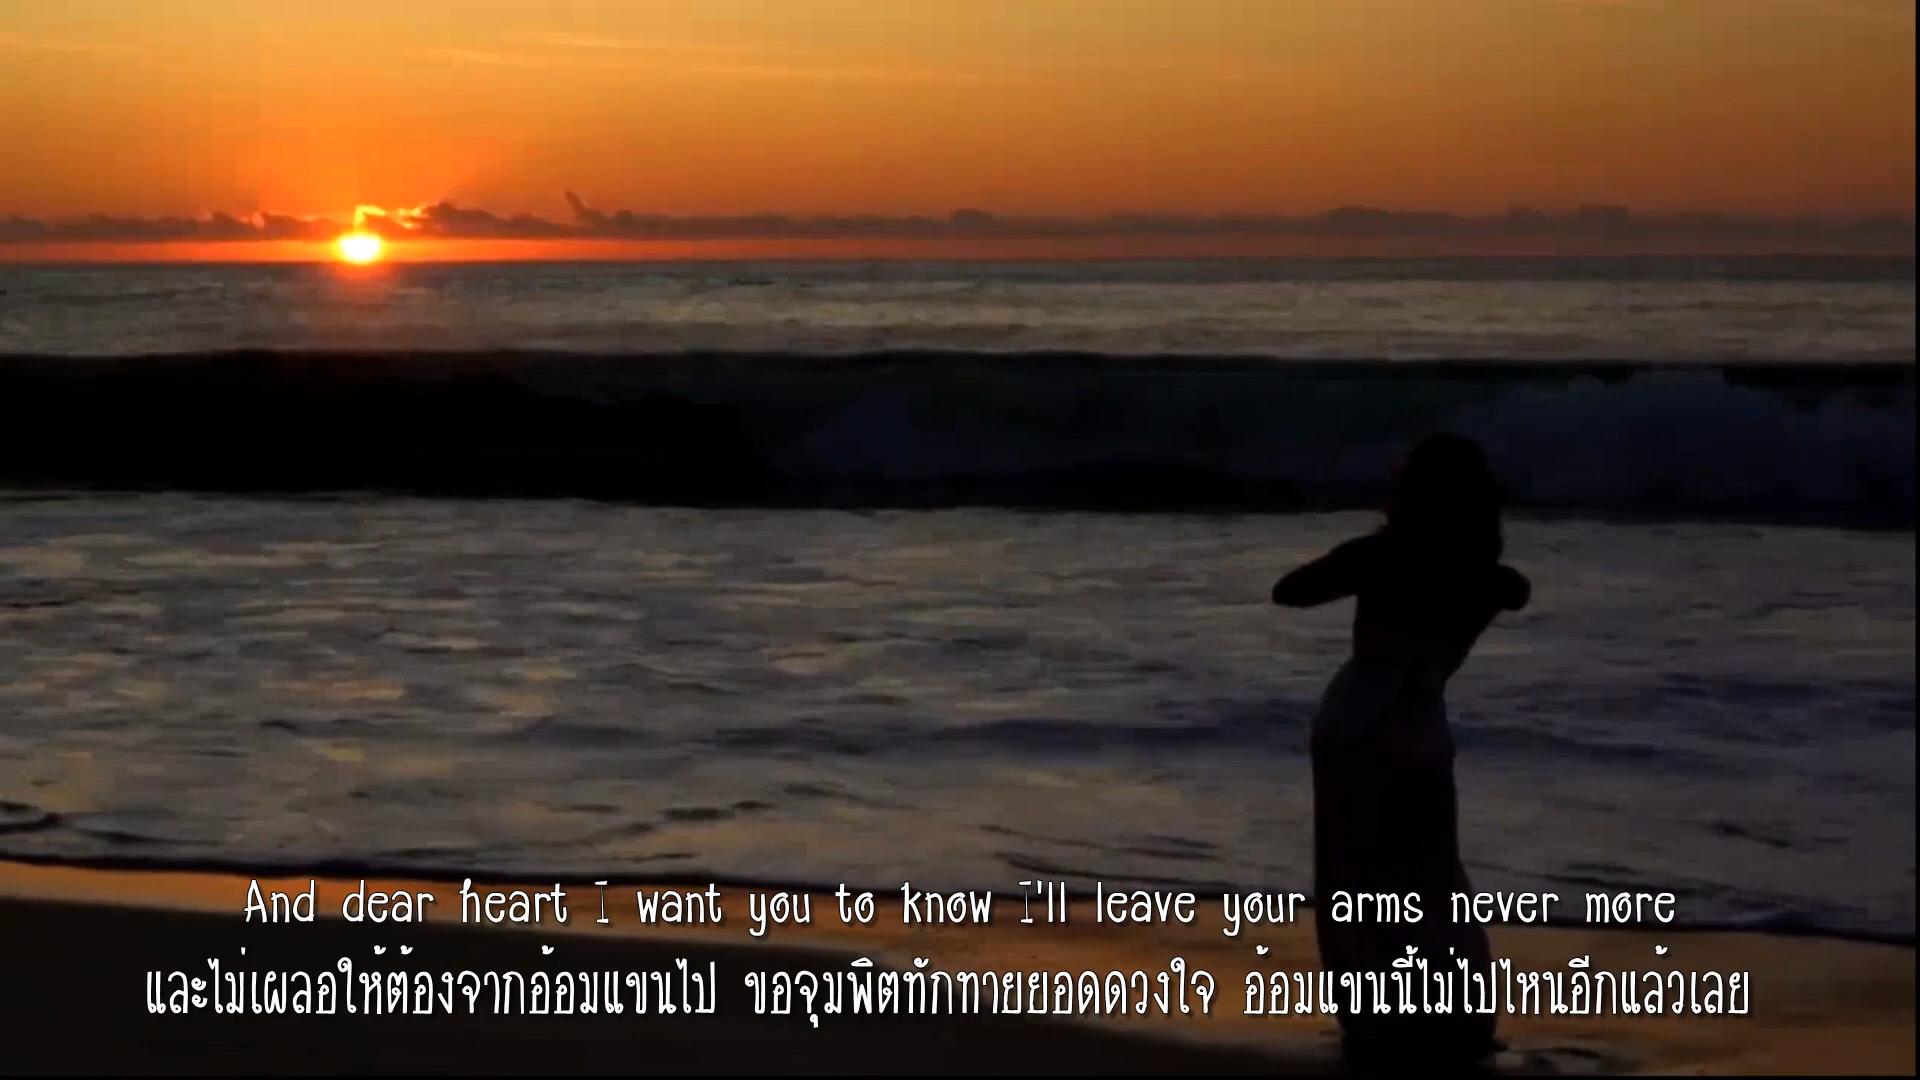 And dear heart I want you to know I'll leave your arms never more
และไม่เผลอให้ต้องจากอ้อมแขนไป ขอจุมพิตทักทายยอดดวงใจ อ้อมแขนนี้ไม่ไปไหนอีกแล้วเลย